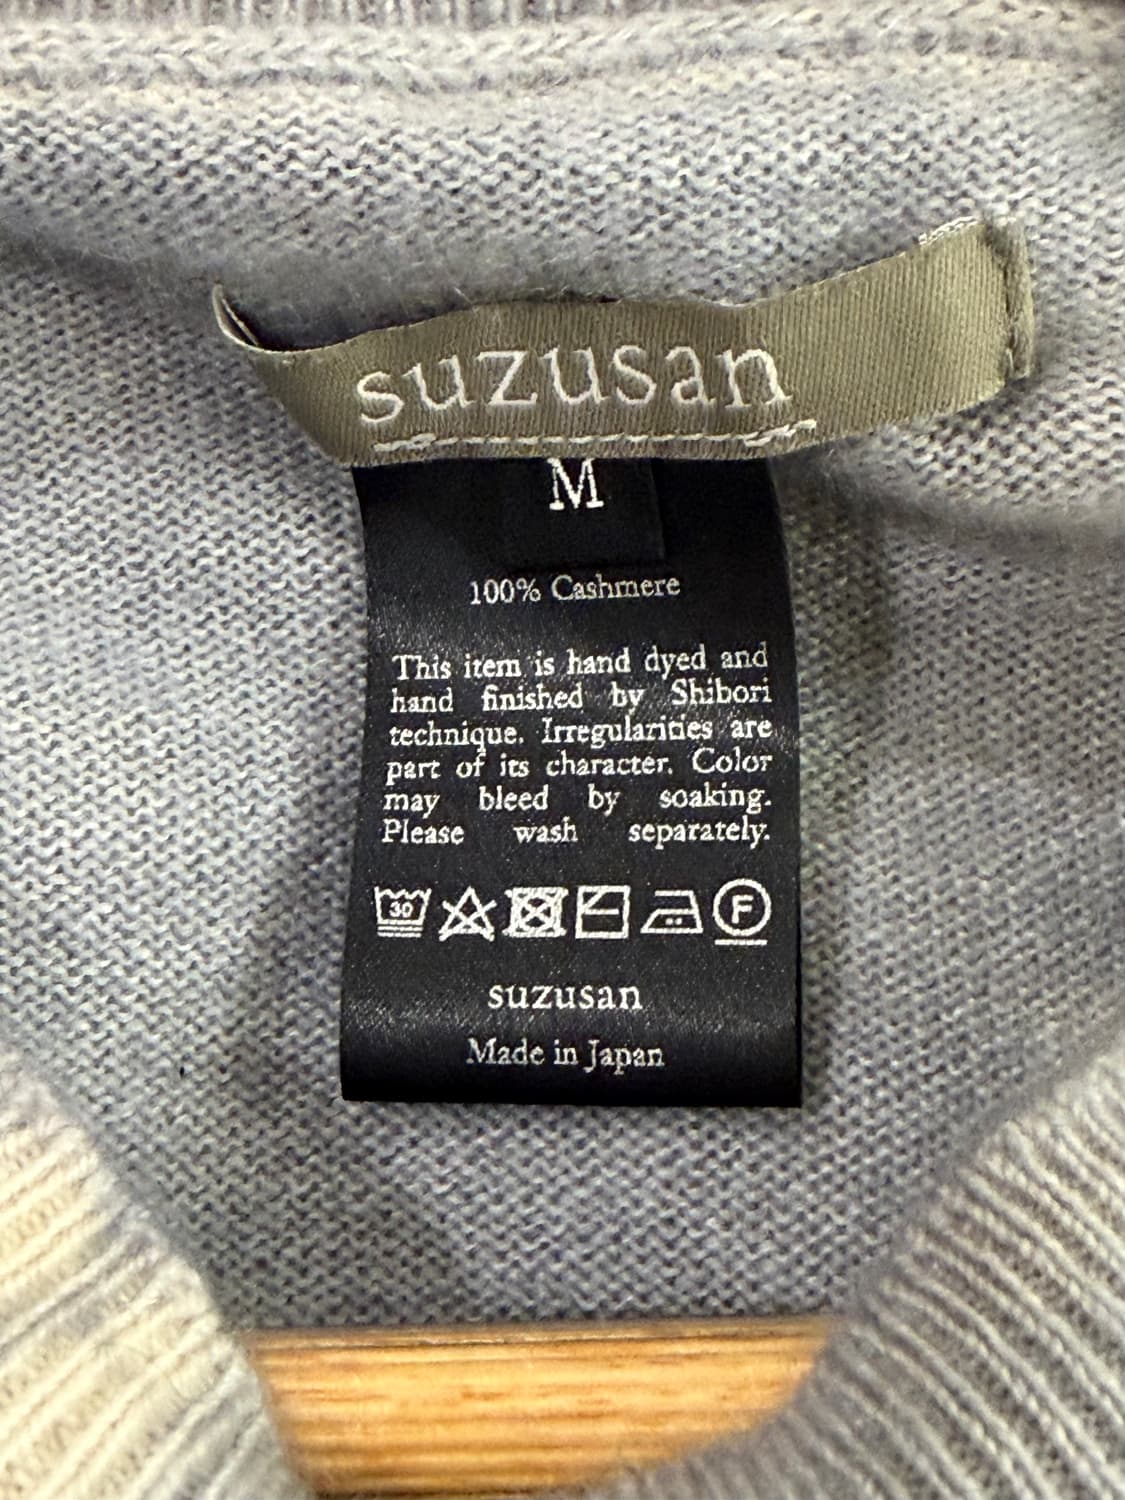 suzusan
M
100% Cashmere
This item is hand dyed and
hand finished by Shibori
technique. Irregularities are
part of its character. Color
may bleed by soaking.
Please wash separately.
30 F
suzusan
Made in Japan